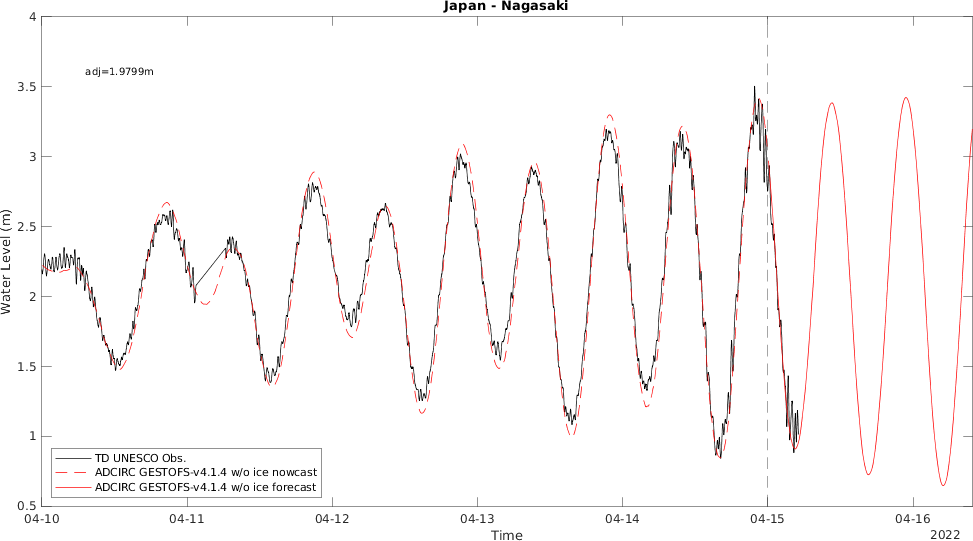 Japan - Nagasaki
4
3.5
3
2.5
2
1.5
1
0.5
Water Level (m)
adj=1.9799m
TD UNESCO Obs.
ADCIRC GESTOFS-v4.1.4 w/o ice nowcast
ADCIRC GESTOFS-v4.1.4 w/o ice forecast
04-10 04-11 04-12 04-13 04-14 04-15 04-16
Time
2022